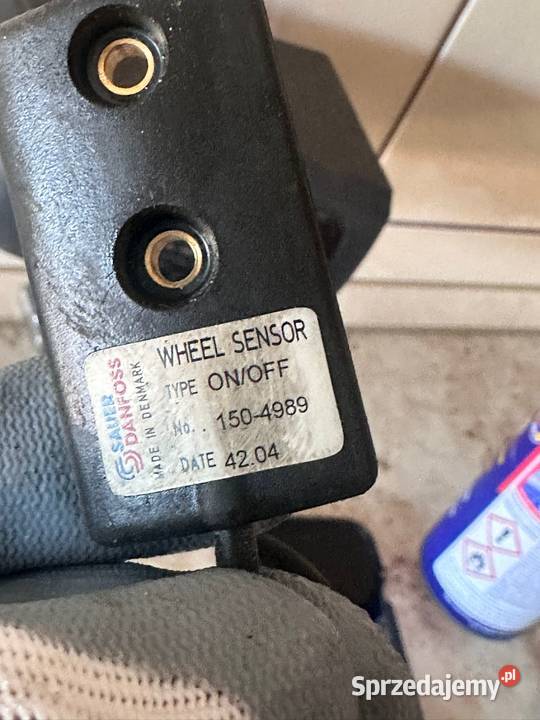 SAUER
DANFOSS
MADE IN DENMARK
WHEEL SENSOR
TYPE ON/OFF
No. . 150-4989
DATE 42.04
Sprzedajemy.pl